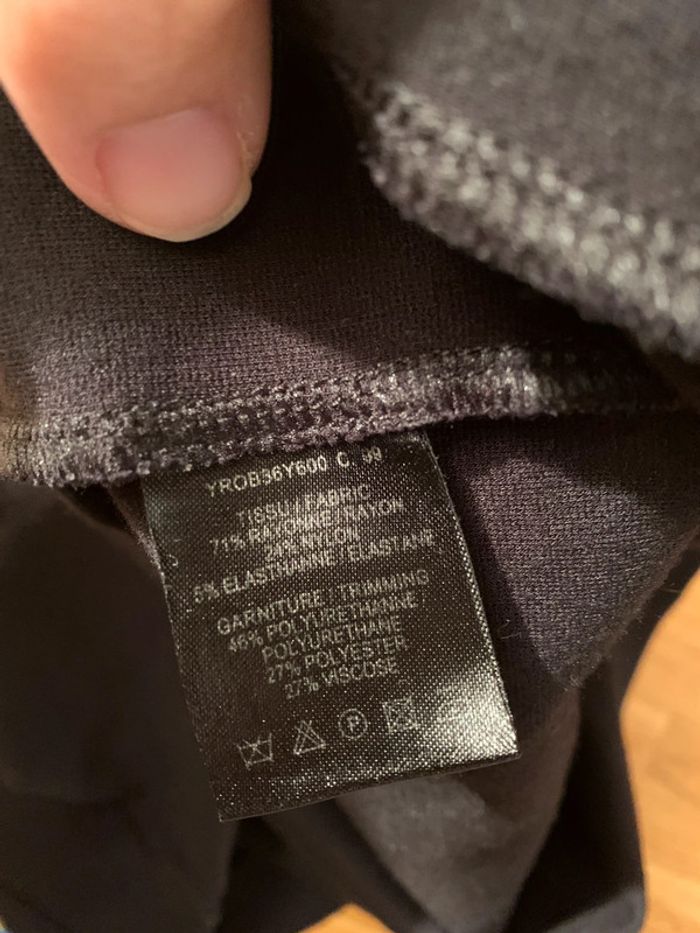 YROB36Y600 C. 99
TISSU / FABRIC
71% RAYONNE / RAYON
24% NYLON
5% ELASTHANNE / ELASTANE
GARNITURE / TRIMMING
46% POLYURETHANNE
POLYURETHANE
27% POLYESTER
27% VISCOSE
P